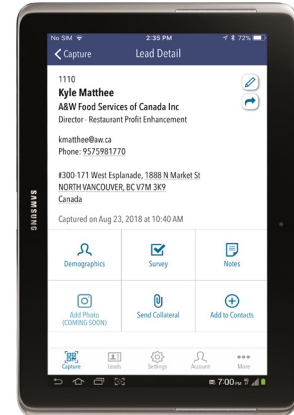 No SIM 2:35 PM 72%
Capture Lead Detail
1110
Kyle Matthee
A&W Food Services of Canada Inc
Director - Restaurant Profit Enhancement
kmatthee@aw.ca
Phone: 9575981770
#300-171 West Esplanade, 1888 N Market St
NORTH VANCOUVER, BC V7M 3K9
Canada
Captured on Aug 23, 2018 at 10:40 AM
Demographics Survey Notes
Add Photo Send Collateral Add to Contacts
(COMING SOON)
Capture Leads Settings Account More
7:00 PM
SAMSUNG